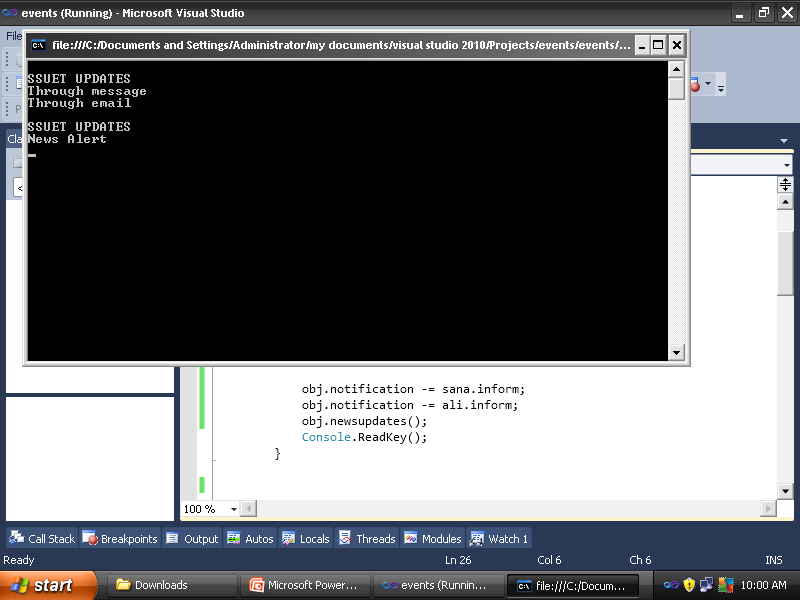 events (Running) - Microsoft Visual Studio
File
file:///C:/Documents and Settings/Administrator/my documents/visual studio 2010/Projects/events/events/...
SSUET UPDATES
Through message
Through email
SSUET UPDATES
News Alert
Cla
<
obj.notification -= sana.inform;
obj.notification -= ali.inform;
obj.newsupdates();
Console.ReadKey();
}
100 %
Call Stack Breakpoints Output Autos Locals Threads Modules Watch 1
Ready Ln 26 Col 6 Ch 6 INS
start Downloads Microsoft Power... events (Runnin... file:///C:/Docum... 10:00 AM